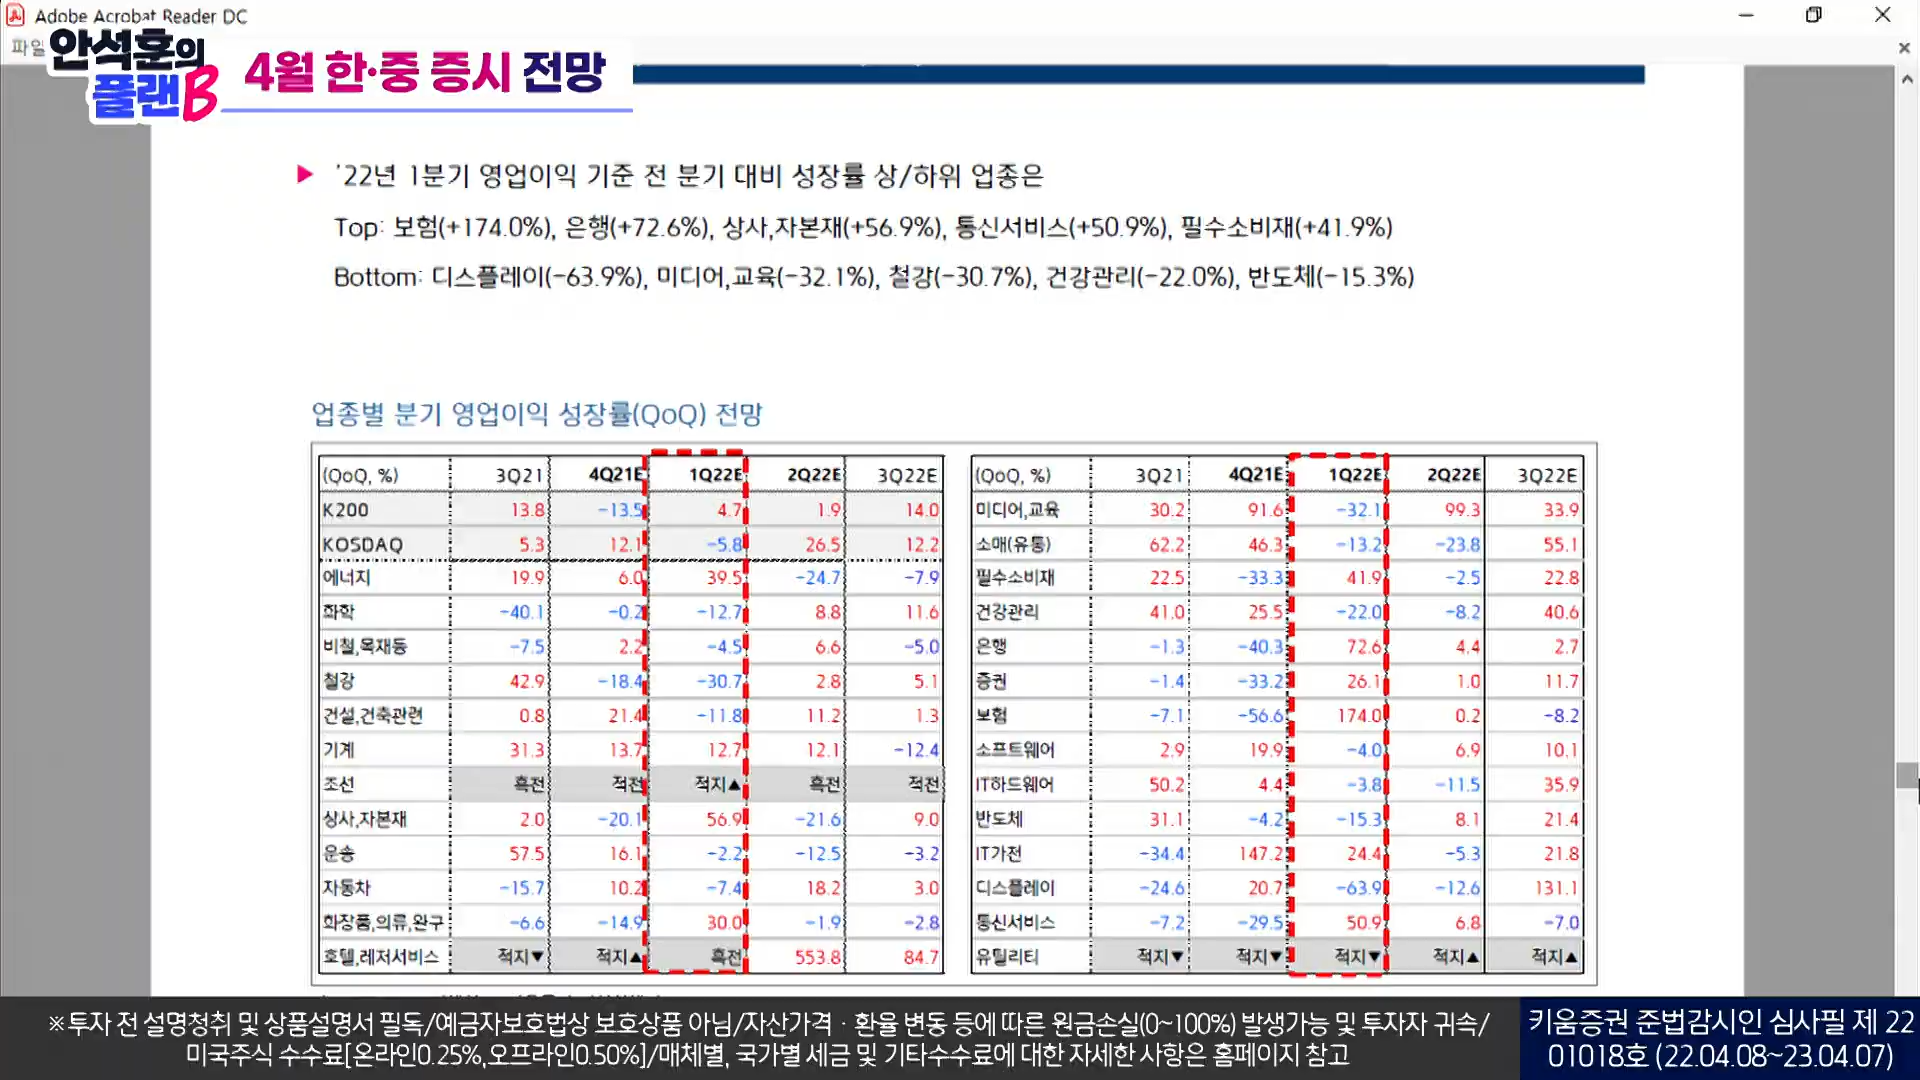 Adobe Acrobat Reader DC
파일
안석훈의
플랜B
4월 한·중 증시 전망
▶ '22년 1분기 영업이익 기준 전 분기 대비 성장률 상/하위 업종은
Top: 보험(+174.0%), 은행(+72.6%), 상사,자본재(+56.9%), 통신서비스(+50.9%), 필수소비재(+41.9%)
Bottom: 디스플레이(-63.9%), 미디어,교육(-32.1%), 철강(-30.7%), 건강관리(-22.0%), 반도체(-15.3%)
업종별 분기 영업이익 성장률(QoQ) 전망
(QoQ, %) 3Q21 4Q21E 1Q22E 2Q22E 3Q22E
K200 13.8 -13.5 4.7 1.9 14.0
KOSDAQ 5.3 12.1 -5.8 26.5 12.2
에너지 19.9 6.0 39.5 -24.7 -7.9
화학 -40.1 -0.2 -12.7 8.8 11.6
비철,목재등 -7.5 2.2 -4.5 6.6 -5.0
철강 42.9 -18.4 -30.7 2.8 5.1
건설,건축관련 0.8 21.4 -11.8 11.2 1.3
기계 31.3 13.7 12.7 12.1 -12.4
조선 흑전 적전 적지▲ 흑전 적전
상사,자본재 2.0 -20.1 56.9 -21.6 9.0
운송 57.5 16.1 -2.2 -12.5 -3.2
자동차 -15.7 10.2 -7.4 18.2 3.0
화장품,의류,완구 -6.6 -14.9 30.0 -1.9 -2.8
호텔,레저서비스 적지▼ 적지▲ 흑전 553.8 84.7
(QoQ, %) 3Q21 4Q21E 1Q22E 2Q22E 3Q22E
미디어,교육 30.2 91.6 -32.1 99.3 33.9
소매(유통) 62.2 46.3 -13.2 -23.8 55.1
필수소비재 22.5 -33.3 41.9 -2.5 22.8
건강관리 41.0 25.5 -22.0 -8.2 40.6
은행 -1.3 -40.3 72.6 4.4 2.7
증권 -1.4 -33.2 26.1 1.0 11.7
보험 -7.1 -56.6 174.0 0.2 -8.2
소프트웨어 2.9 19.9 -4.0 6.9 10.1
IT하드웨어 50.2 4.4 -3.8 -11.5 35.9
반도체 31.1 -4.2 -15.3 8.1 21.4
IT가전 -34.4 147.2 24.4 -5.3 21.8
디스플레이 -24.6 20.7 -63.9 -12.6 131.1
통신서비스 -7.2 -29.5 50.9 6.8 -7.0
유틸리티 적지▼ 적지▼ 적지▼ 적지▲ 적지▲
※투자 전 설명청취 및 상품설명서 필독/예금자보호법상 보호상품 아님/자산가격·환율 변동 등에 따른 원금손실(0~100%) 발생가능 및 투자자 귀속/
미국주식 수수료[온라인0.25%,오프라인0.50%]/매체별, 국가별 세금 및 기타수수료에 대한 자세한 사항은 홈페이지 참고
키움증권 준법감시인 심사필 제 22
01018호 (22.04.08~23.04.07)